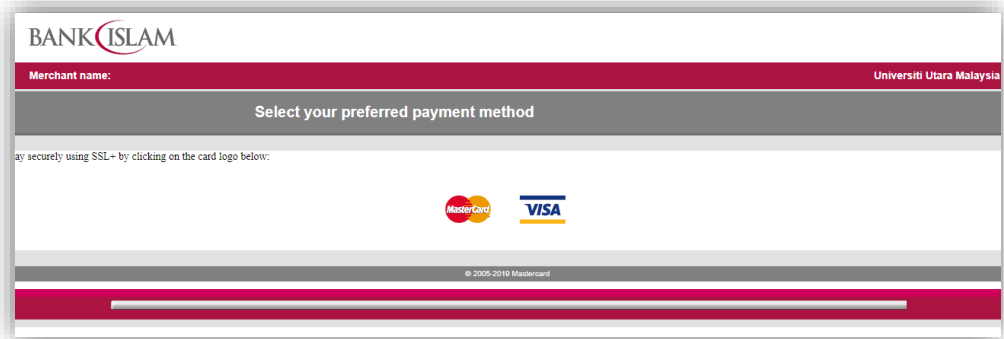 BANK ISLAM
Merchant name: Universiti Utara Malaysia
Select your preferred payment method
ay securely using SSL+ by clicking on the card logo below:
MasterCard VISA
© 2005-2019 Mastercard